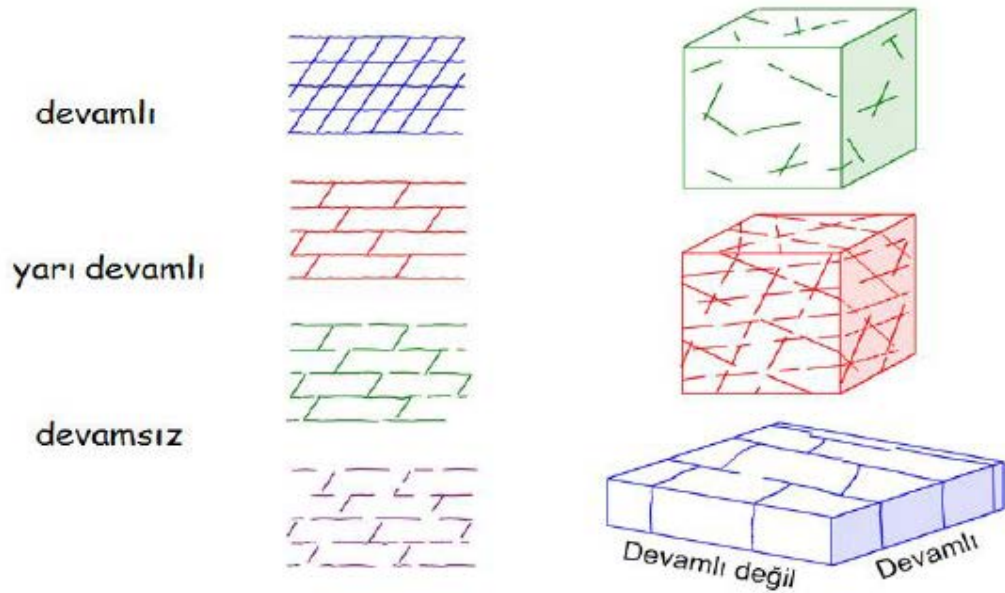 devamlı
yarı devamlı
devamsız
Devamlı değil
Devamlı